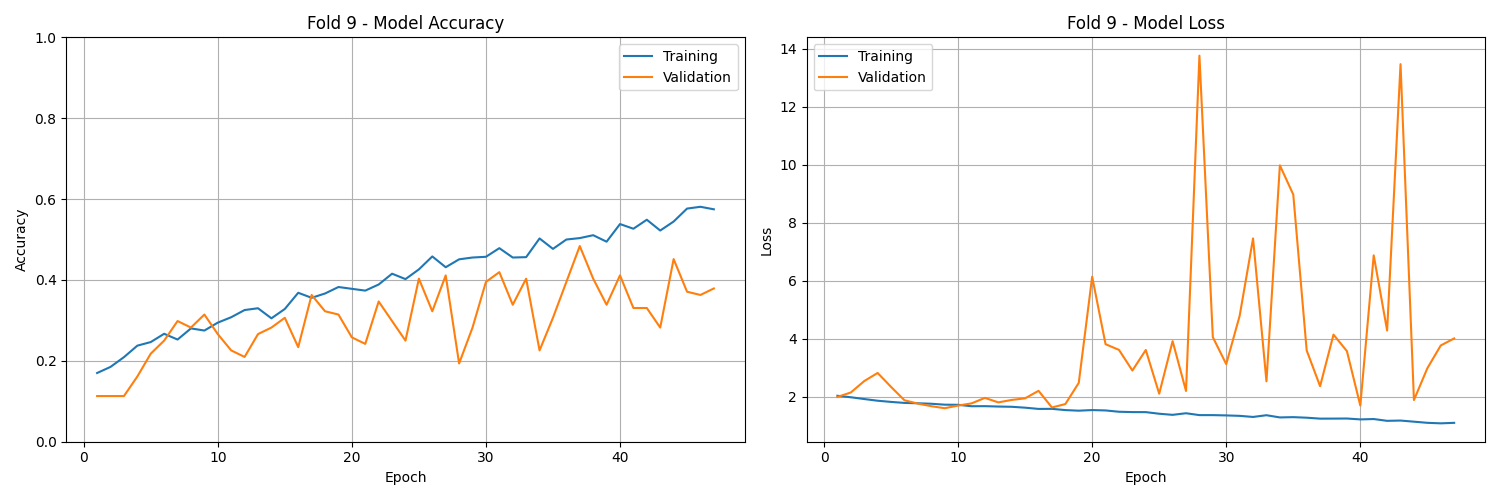 Fold 9 - Model Accuracy
1.0
0.8
0.6
0.4
0.2
0.0
Accuracy
Training
Validation
0 10 20 30 40
Epoch
Fold 9 - Model Loss
14
12
10
8
6
4
2
Loss
Training
Validation
0 10 20 30 40
Epoch